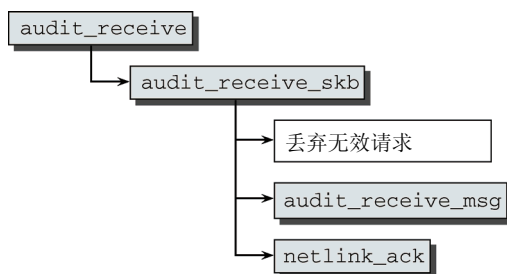 audit_receive
audit_receive_skb
丢弃无效请求
audit_receive_msg
netlink_ack